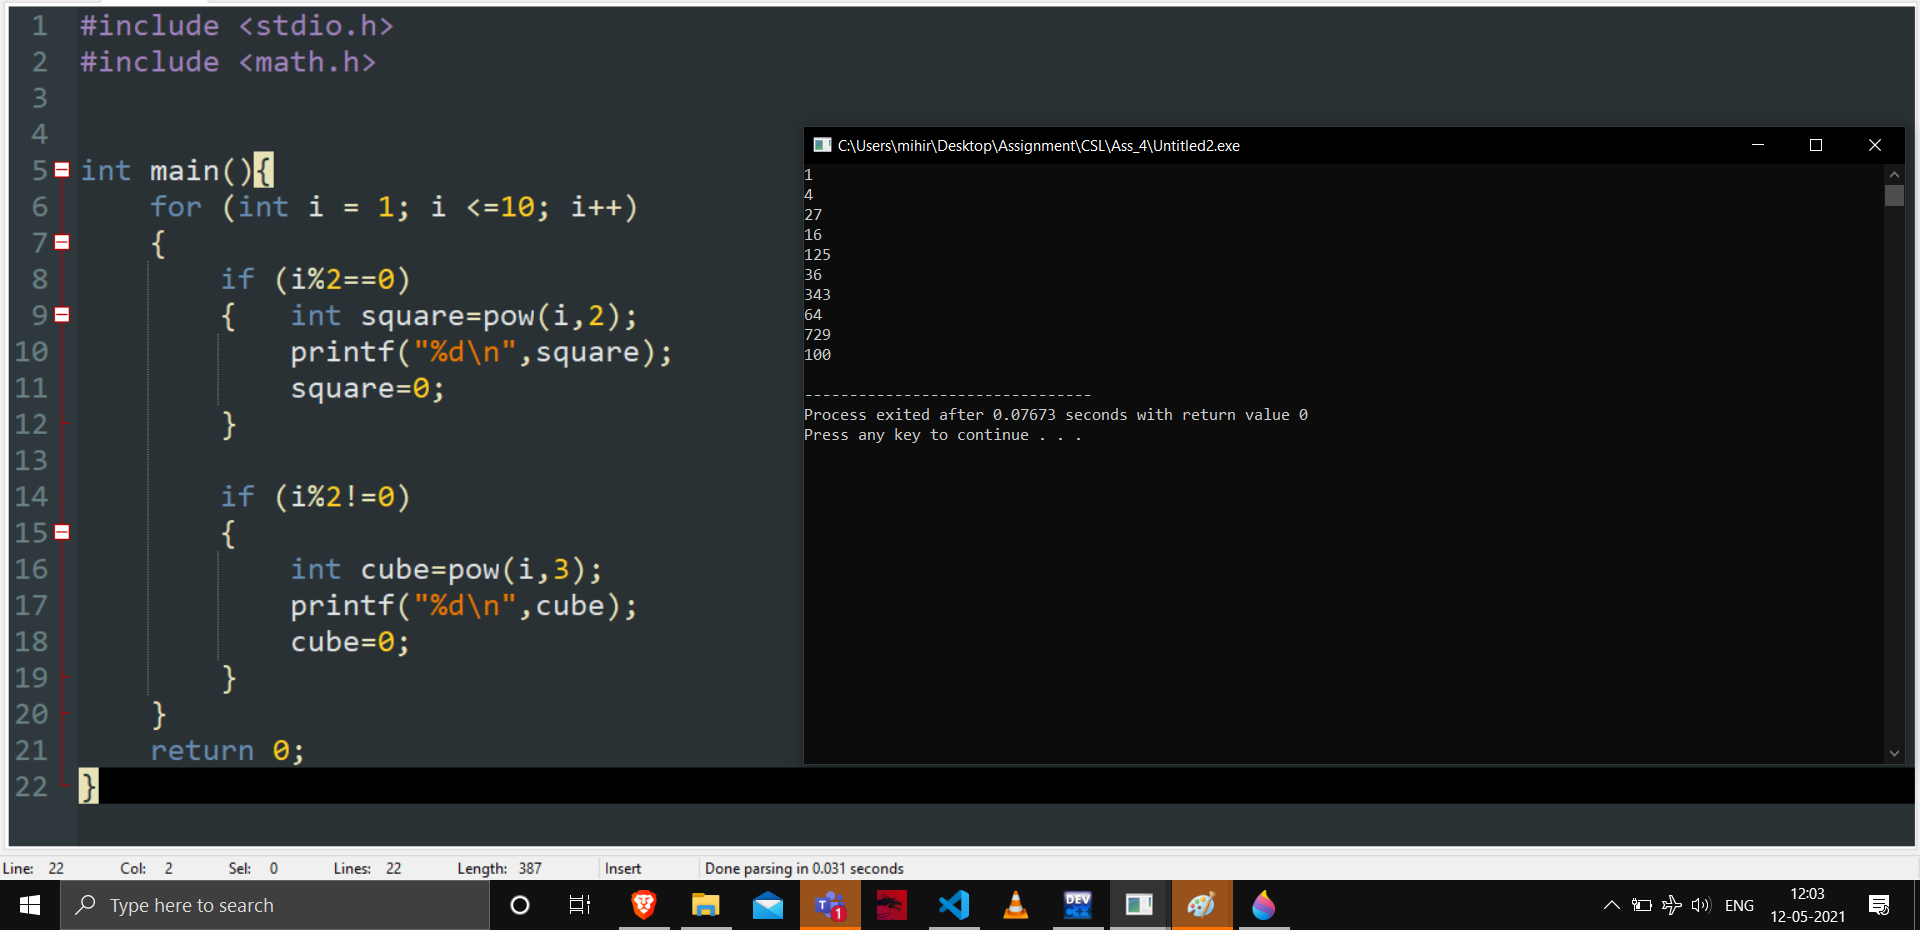 1 #include <stdio.h>
2 #include <math.h>
3
4
5 int main(){
6 for (int i = 1; i <=10; i++)
7 {
8 if (i%2==0)
9 { int square=pow(i,2);
10 printf("%d\n",square);
11 square=0;
12 }
13
14 if (i%2!=0)
15 {
16 int cube=pow(i,3);
17 printf("%d\n",cube);
18 cube=0;
19 }
20 }
21 return 0;
22 }
C:\Users\mihir\Desktop\Assignment\CSL\Ass_4\Untitled2.exe
1
4
27
16
125
36
343
64
729
100
--------------------------------
Process exited after 0.07673 seconds with return value 0
Press any key to continue . . .
Line: 22 Col: 2 Sel: 0 Lines: 22 Length: 387 Insert Done parsing in 0.031 seconds
Type here to search
T
1
DEV
C++
ENG
12:03
12-05-2021